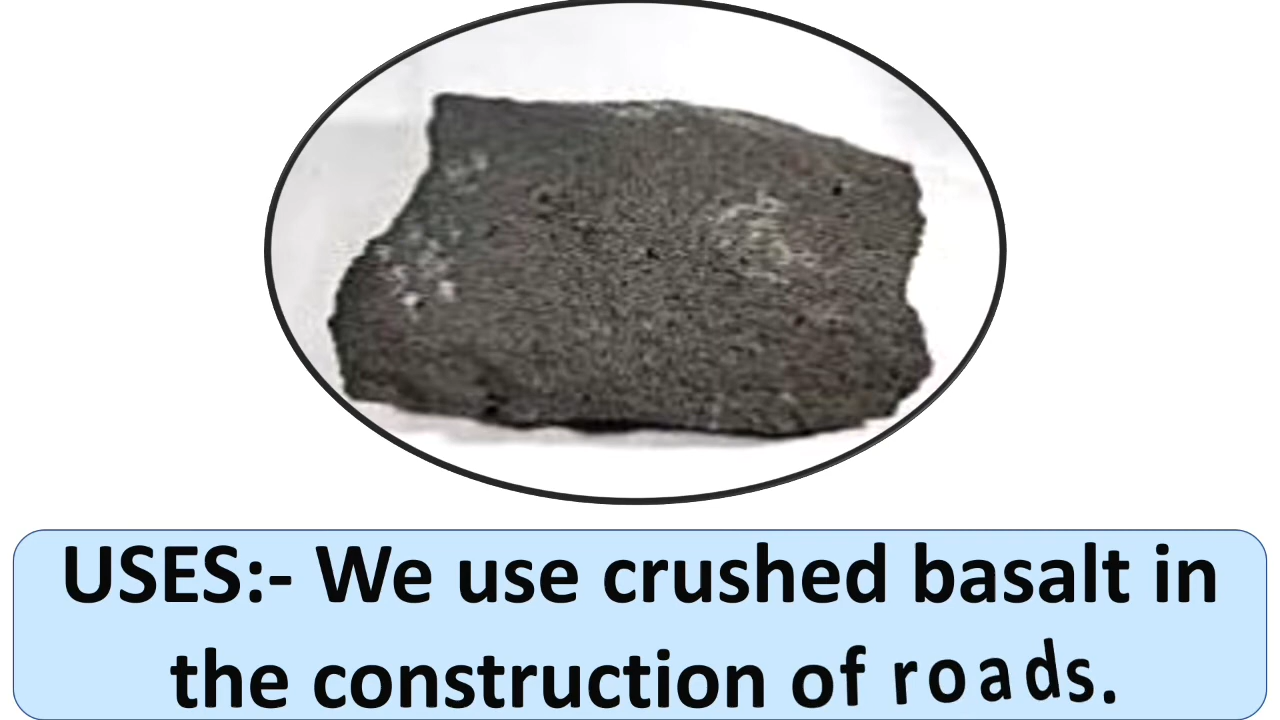 USES:- We use crushed basalt in
the construction of roads.